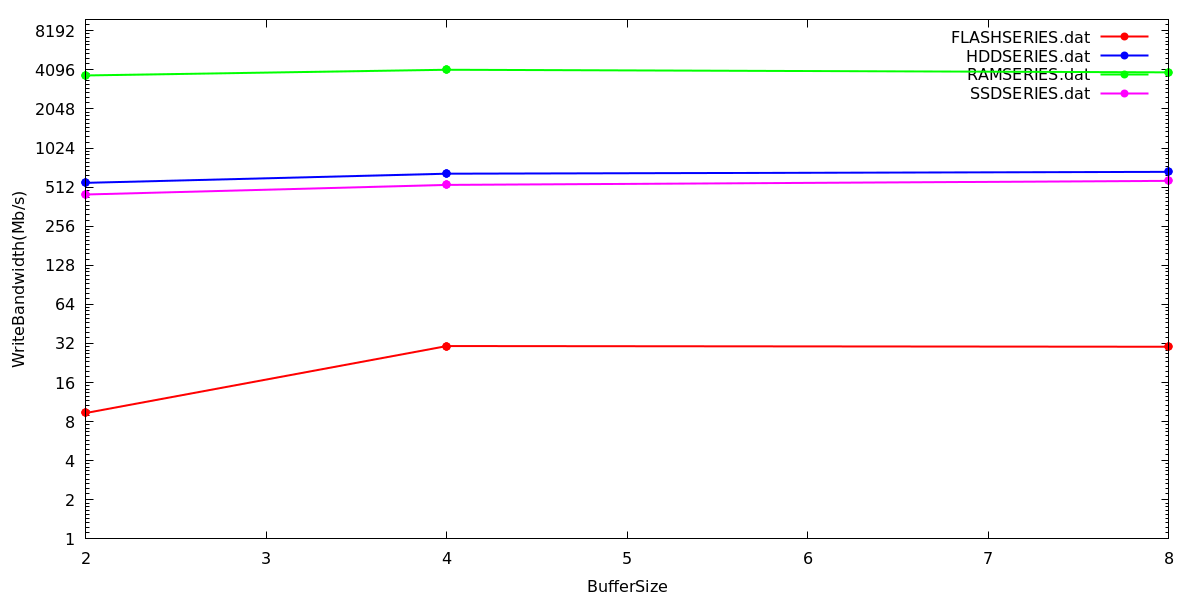 8192
4096
2048
1024
512
256
128
64
32
16
8
4
2
1
WriteBandwidth(Mb/s)
FLASHSERIES.dat
HDDSERIES.dat
RAMSERIES.dat
SSDSERIES.dat
2 3 4 5 6 7 8
BufferSize